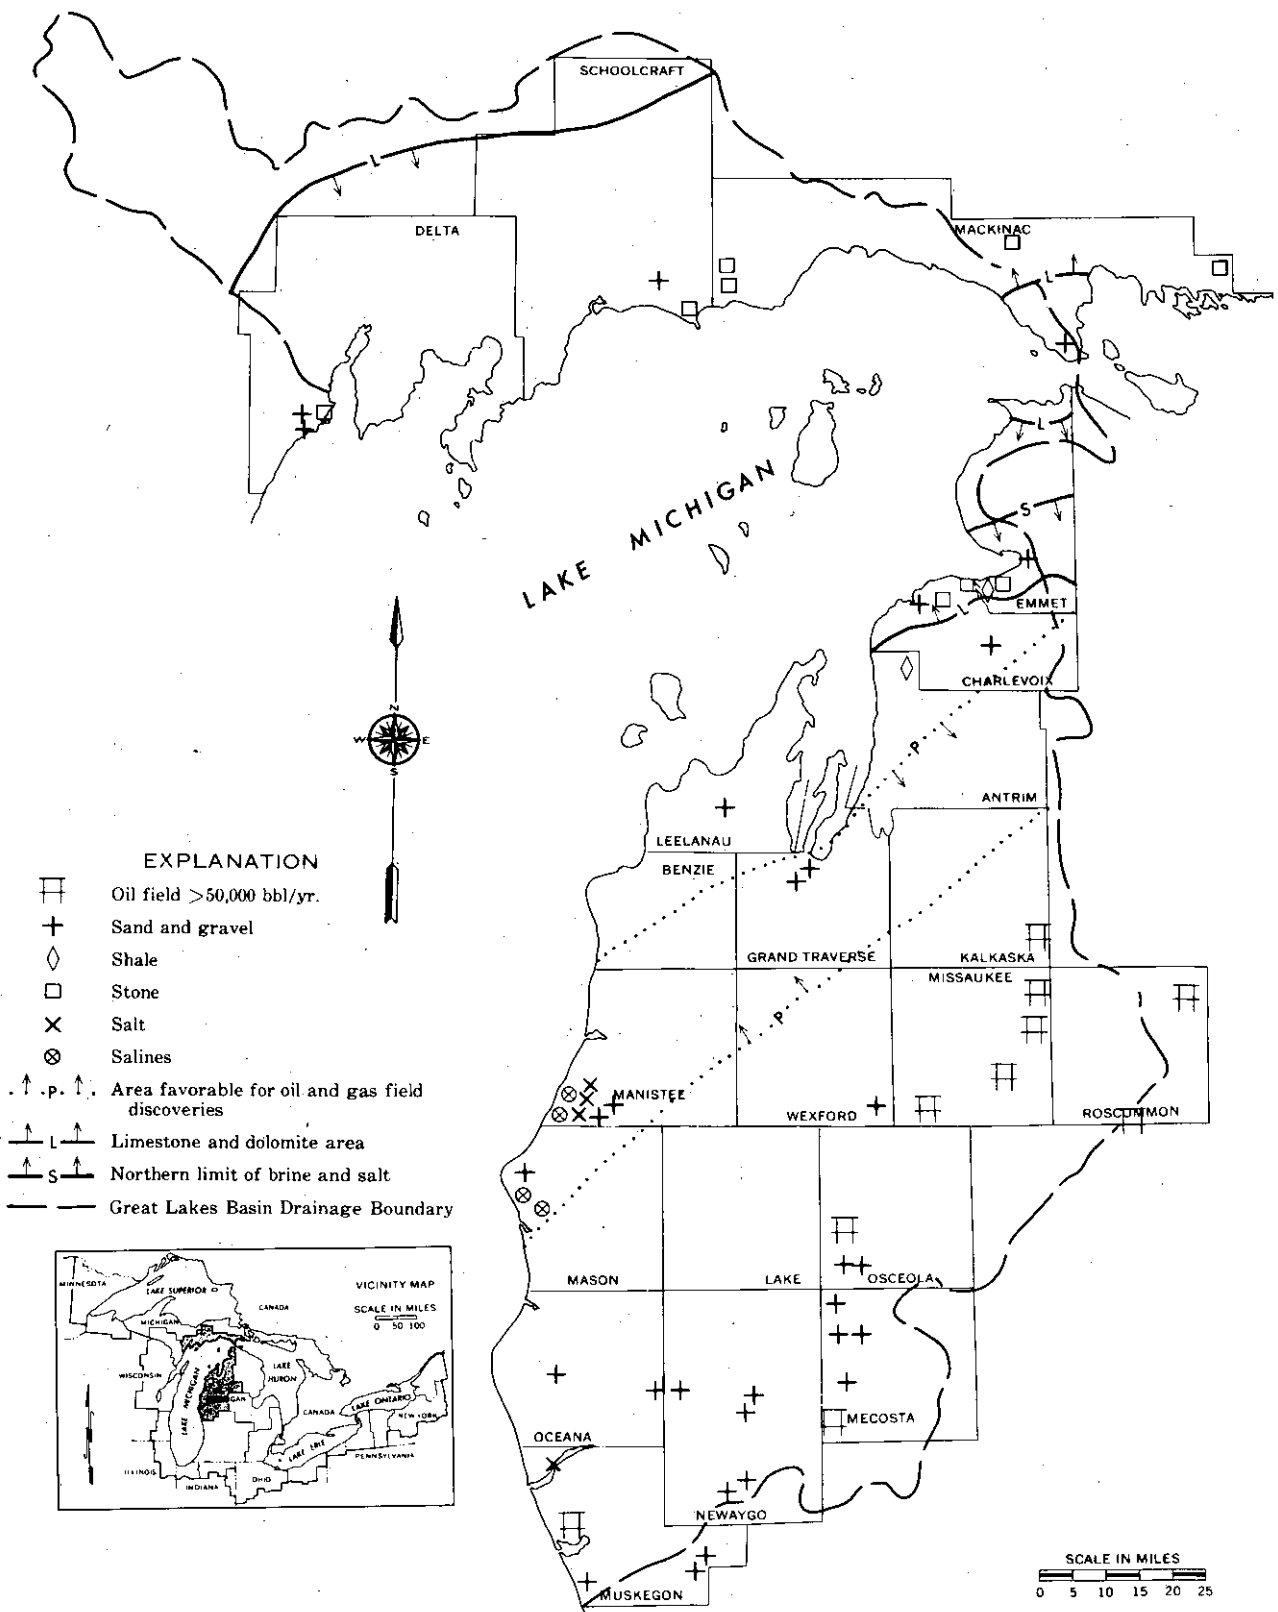 SCHOOLCRAFT
L
DELTA
MACKINAC
L
L
LAKE MICHIGAN
S
EMMET
L
CHARLEVOIX
N
W E
S
P
ANTRIM
LEELANAU
BENZIE
GRAND TRAVERSE
KALKASKA
MISSAUKEE
P
MANISTEE
WEXFORD
ROSCOMMON
EXPLANATION
Oil field >50,000 bbl/yr.
Sand and gravel
Shale
Stone
Salt
Salines
P Area favorable for oil and gas field
discoveries
L Limestone and dolomite area
S Northern limit of brine and salt
Great Lakes Basin Drainage Boundary
MASON
LAKE
OSCEOLA
OCEANA
MECOSTA
NEWAYGO
MUSKEGON
VICINITY MAP
SCALE IN MILES
0 50 100
MINNESOTA
LAKE SUPERIOR
CANADA
MICHIGAN
WISCONSIN
LAKE MICHIGAN
LAKE
HURON
CANADA
LAKE ONTARIO
NEW YORK
LAKE ERIE
PENNSYLVANIA
ILLINOIS
INDIANA
OHIO
SCALE IN MILES
0 5 10 15 20 25